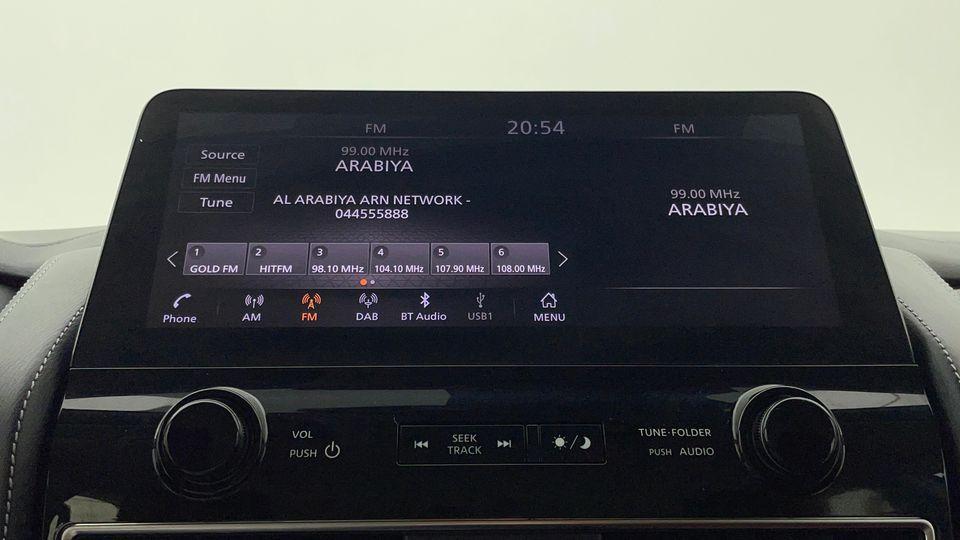 FM
20:54
FM
Source
FM Menu
Tune
99.00 MHz
ARABIYA
AL ARABIYA ARN NETWORK -
044555888
99.00 MHz
ARABIYA
1 2 3 4 5 6
GOLD FM HITFM 98.10 MHz 104.10 MHz 107.90 MHz 108.00 MHz
Phone AM FM DAB BT Audio USB1 MENU
VOL
PUSH
SEEK
TRACK
TUNE·FOLDER
PUSH AUDIO